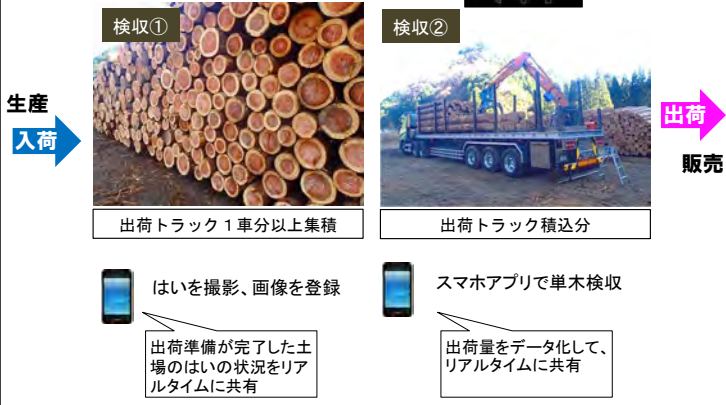 検収①
検収②
生産
入荷
出荷
販売
出荷トラック１車分以上集積
出荷トラック積込分
はいを撮影、画像を登録
スマホアプリで単木検収
出荷準備が完了した土
場のはいの状況をリア
ルタイムに共有
出荷量をデータ化して、
リアルタイムに共有